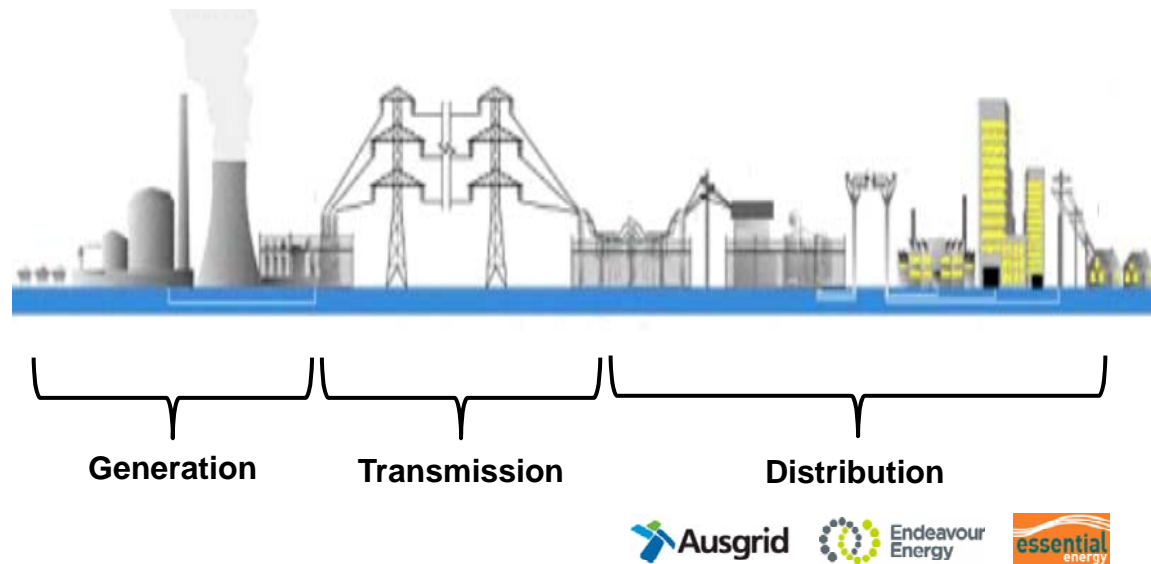 Generation
Transmission
Distribution
Ausgrid
Endeavour
Energy
essential
energy